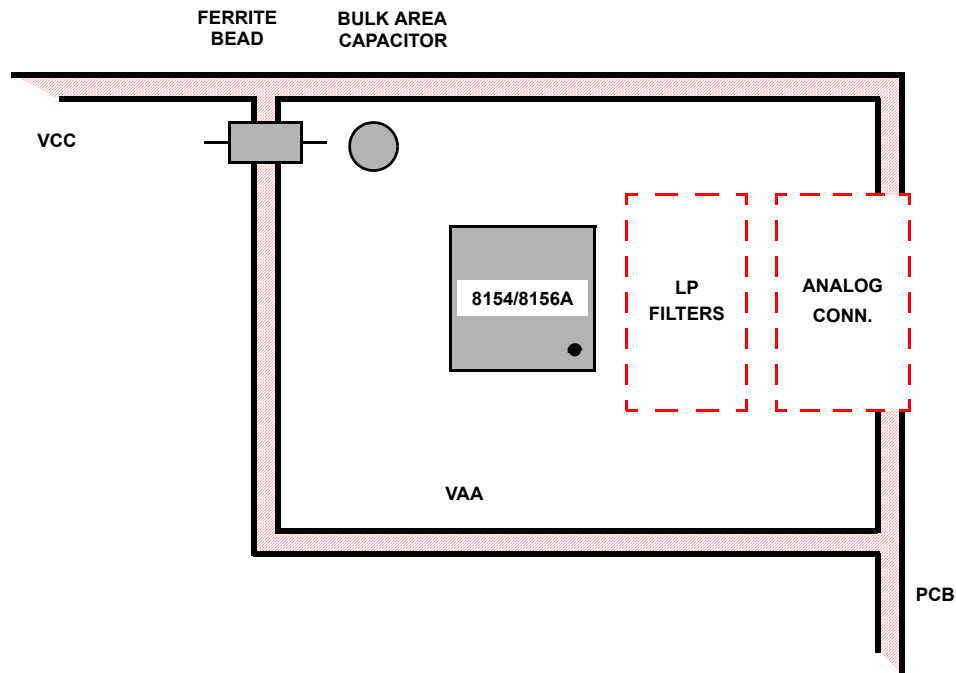 FERRITE
BEAD
BULK AREA
CAPACITOR
VCC
8154/8156A
LP
FILTERS
ANALOG
CONN.
VAA
PCB